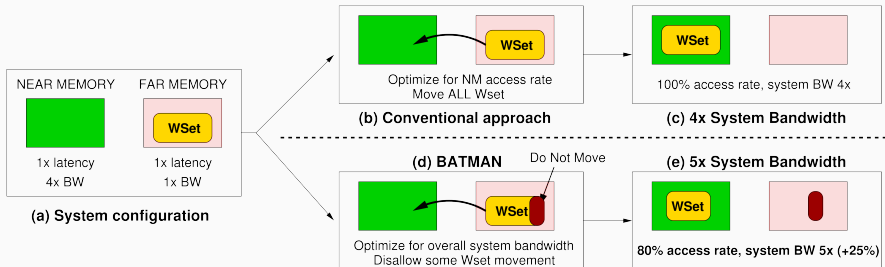 NEAR MEMORY
FAR MEMORY
WSet
1x latency
4x BW
1x latency
1x BW
(a) System configuration
WSet
Optimize for NM access rate
Move ALL Wset
(b) Conventional approach
WSet
100% access rate, system BW 4x
(c) 4x System Bandwidth
(d) BATMAN
Do Not Move
WSet
Optimize for overall system bandwidth
Disallow some Wset movement
(e) 5x System Bandwidth
WSet
80% access rate, system BW 5x (+25%)